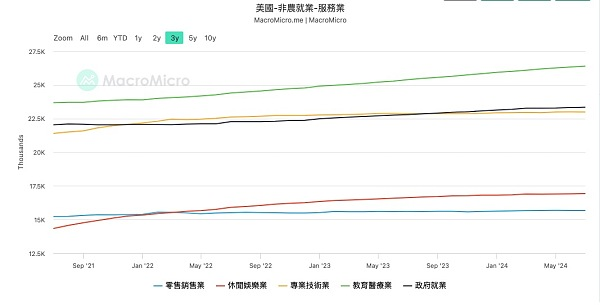 美國-非農就業-服務業
MacroMicro.me | MacroMicro
Zoom All 6m YTD 1y 2y 3y 5y 10y
MacroMicro
Thousands
27.5K
25K
22.5K
20K
17.5K
15K
12.5K
Sep '21 Jan '22 May '22 Sep '22 Jan '23 May '23 Sep '23 Jan '24 May '24
零售銷售業 休閒娛樂業 專業技術業 教育醫療業 政府就業